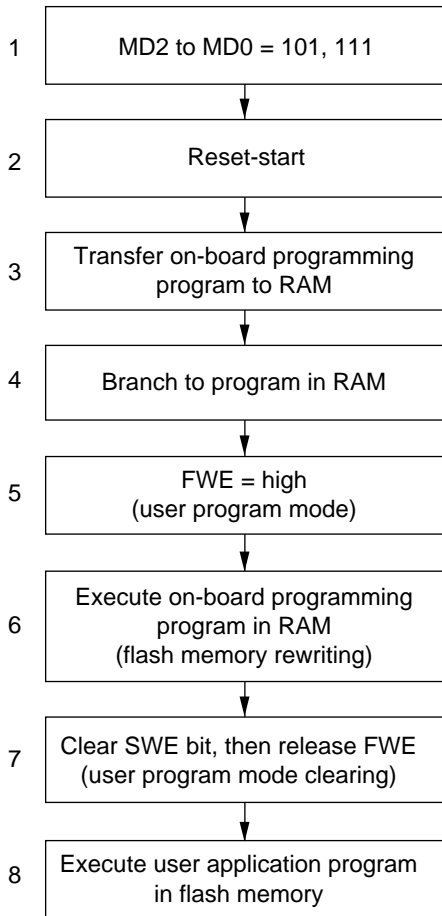 1
MD2 to MD0 = 101, 111
2
Reset-start
3
Transfer on-board programming
program to RAM
4
Branch to program in RAM
5
FWE = high
(user program mode)
6
Execute on-board programming
program in RAM
(flash memory rewriting)
7
Clear SWE bit, then release FWE
(user program mode clearing)
8
Execute user application program
in flash memory